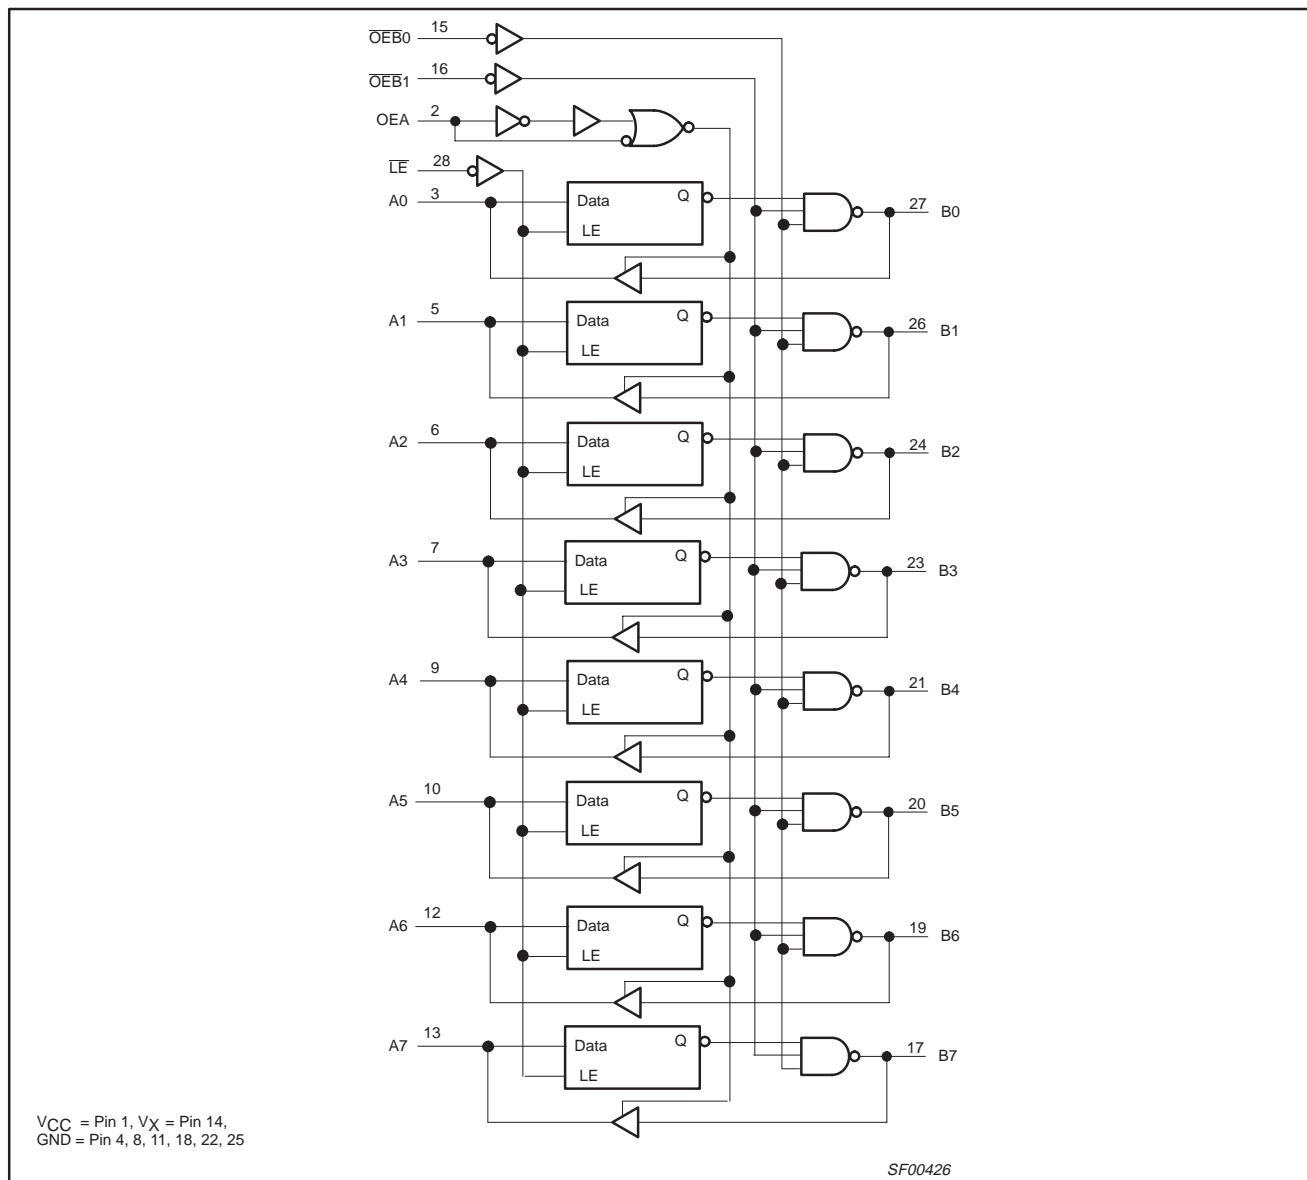 O̅E̅B̅0 15
O̅E̅B̅1 16
OEA 2
L̅E̅ 28
A0 3 Data Q 27 B0
LE
A1 5 Data Q 26 B1
LE
A2 6 Data Q 24 B2
LE
A3 7 Data Q 23 B3
LE
A4 9 Data Q 21 B4
LE
A5 10 Data Q 20 B5
LE
A6 12 Data Q 19 B6
LE
A7 13 Data Q 17 B7
LE
VCC = Pin 1, VX = Pin 14,
GND = Pin 4, 8, 11, 18, 22, 25
SF00426